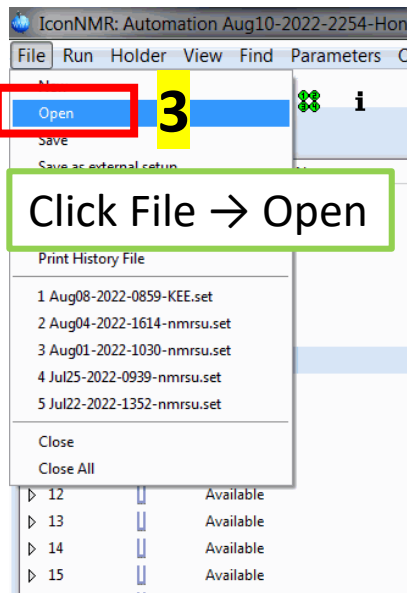 IconNMR: Automation Aug10-2022-2254-Hon
File Run Holder View Find Parameters
Open
3
Save
Save as external setup
Click File → Open
Print History File
1 Aug08-2022-0859-KEE.set
2 Aug04-2022-1614-nmrsu.set
3 Aug01-2022-1030-nmrsu.set
4 Jul25-2022-0939-nmrsu.set
5 Jul22-2022-1352-nmrsu.set
Close
Close All
12 Available
13 Available
14 Available
15 Available